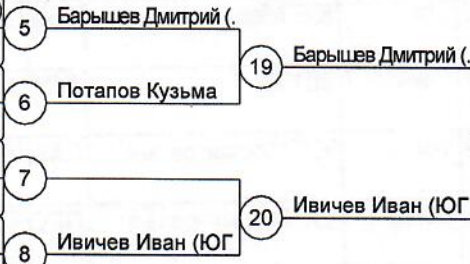 5 Барышев Дмитрий (.
19 Барышев Дмитрий (.
6 Потапов Кузьма
7
20 Ивичев Иван (ЮГ
8 Ивичев Иван (ЮГ